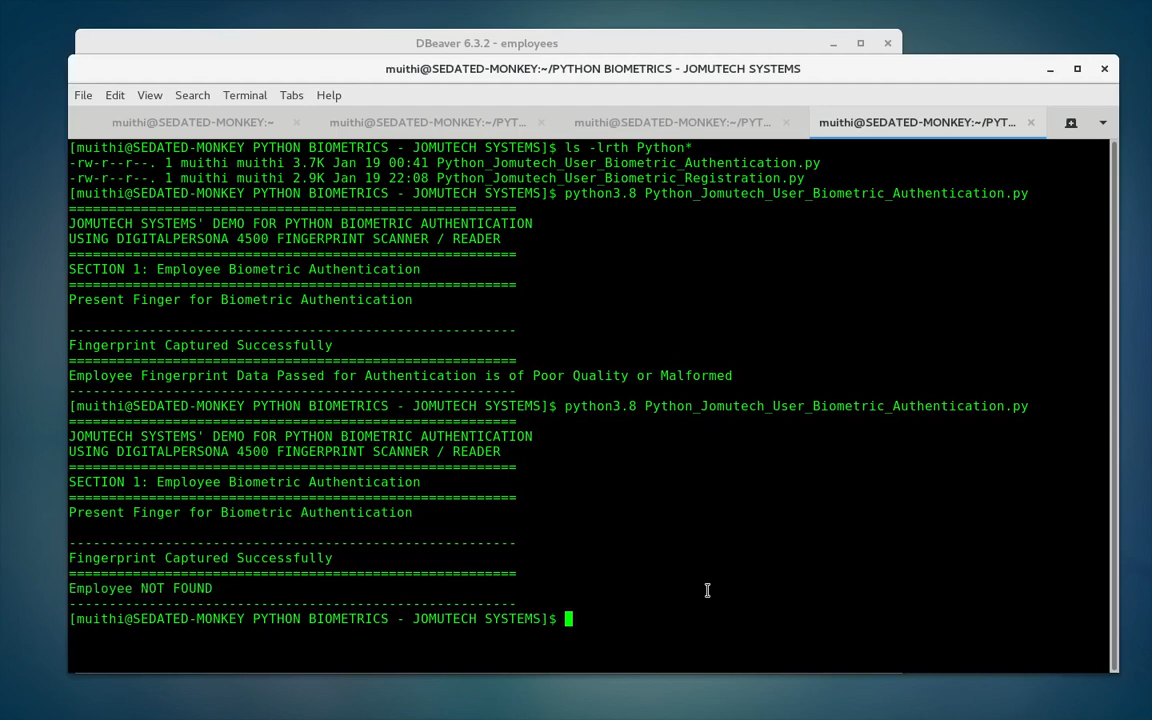 DBeaver 6.3.2 - employees
muithi@SEDATED-MONKEY:~/PYTHON BIOMETRICS - JOMUTECH SYSTEMS
File Edit View Search Terminal Tabs Help
muithi@SEDATED-MONKEY:~ muithi@SEDATED-MONKEY:~/PYT... muithi@SEDATED-MONKEY:~/PYT... muithi@SEDATED-MONKEY:~/PYT...
[muithi@SEDATED-MONKEY PYTHON BIOMETRICS - JOMUTECH SYSTEMS]$ ls -lrth Python*
-rw-r--r--. 1 muithi muithi 3.7K Jan 19 00:41 Python_Jomutech_User_Biometric_Authentication.py
-rw-r--r--. 1 muithi muithi 2.9K Jan 19 22:08 Python_Jomutech_User_Biometric_Registration.py
[muithi@SEDATED-MONKEY PYTHON BIOMETRICS - JOMUTECH SYSTEMS]$ python3.8 Python_Jomutech_User_Biometric_Authentication.py
========================================================
JOMUTECH SYSTEMS' DEMO FOR PYTHON BIOMETRIC AUTHENTICATION
USING DIGITALPERSONA 4500 FINGERPRINT SCANNER / READER
========================================================
SECTION 1: Employee Biometric Authentication
========================================================
Present Finger for Biometric Authentication
--------------------------------------------------------
Fingerprint Captured Successfully
========================================================
Employee Fingerprint Data Passed for Authentication is of Poor Quality or Malformed
--------------------------------------------------------
[muithi@SEDATED-MONKEY PYTHON BIOMETRICS - JOMUTECH SYSTEMS]$ python3.8 Python_Jomutech_User_Biometric_Authentication.py
========================================================
JOMUTECH SYSTEMS' DEMO FOR PYTHON BIOMETRIC AUTHENTICATION
USING DIGITALPERSONA 4500 FINGERPRINT SCANNER / READER
========================================================
SECTION 1: Employee Biometric Authentication
========================================================
Present Finger for Biometric Authentication
--------------------------------------------------------
Fingerprint Captured Successfully
========================================================
Employee NOT FOUND
--------------------------------------------------------
[muithi@SEDATED-MONKEY PYTHON BIOMETRICS - JOMUTECH SYSTEMS]$